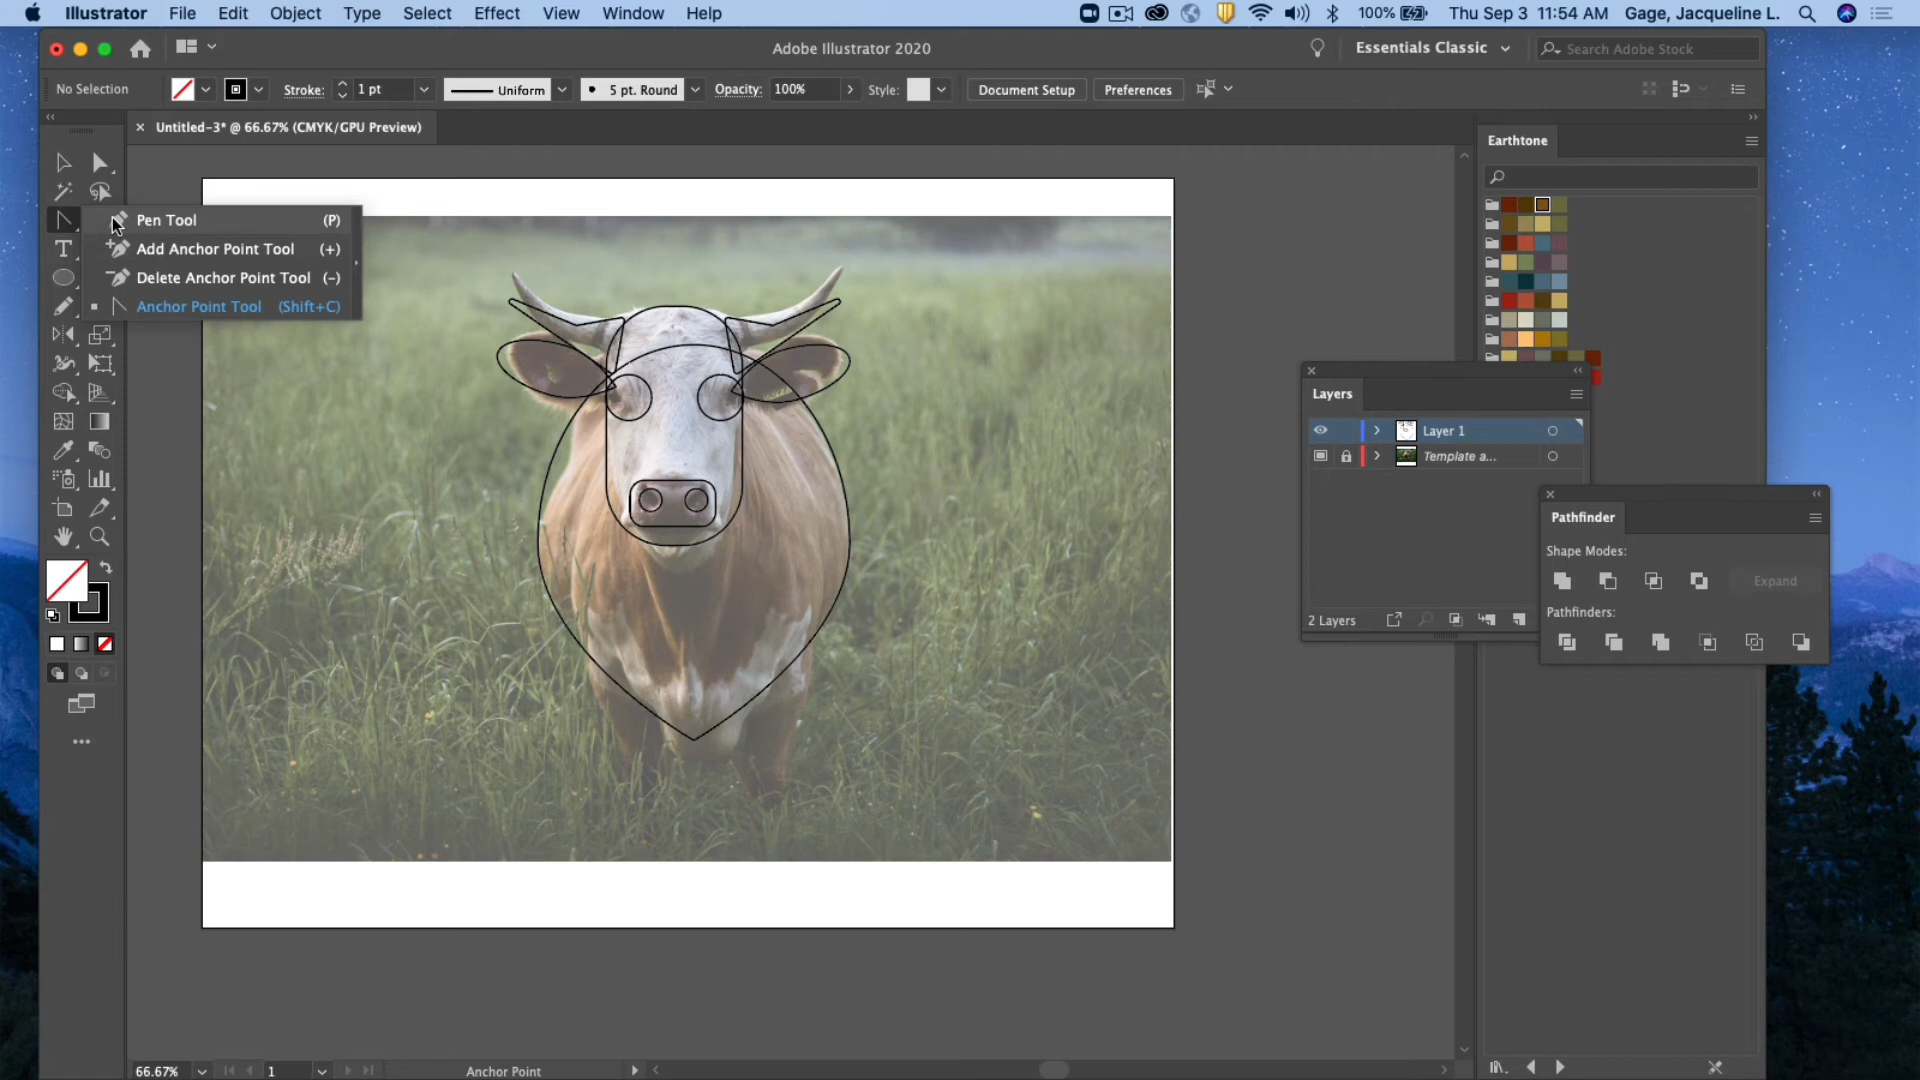 Illustrator File Edit Object Type Select Effect View Window Help
100% Thu Sep 3 11:54 AM Gage, Jacqueline L.
Adobe Illustrator 2020
Essentials Classic
Search Adobe Stock
No Selection
Stroke: 1 pt
Uniform
5 pt. Round
Opacity: 100%
Style:
Document Setup
Preferences
Untitled-3* @ 66.67% (CMYK/GPU Preview)
Earthtone
Pen Tool (P)
Add Anchor Point Tool (+)
Delete Anchor Point Tool (-)
Anchor Point Tool (Shift+C)
Layers
Layer 1
Template a...
2 Layers
Pathfinder
Shape Modes:
Expand
Pathfinders:
66.67%
1
Anchor Point